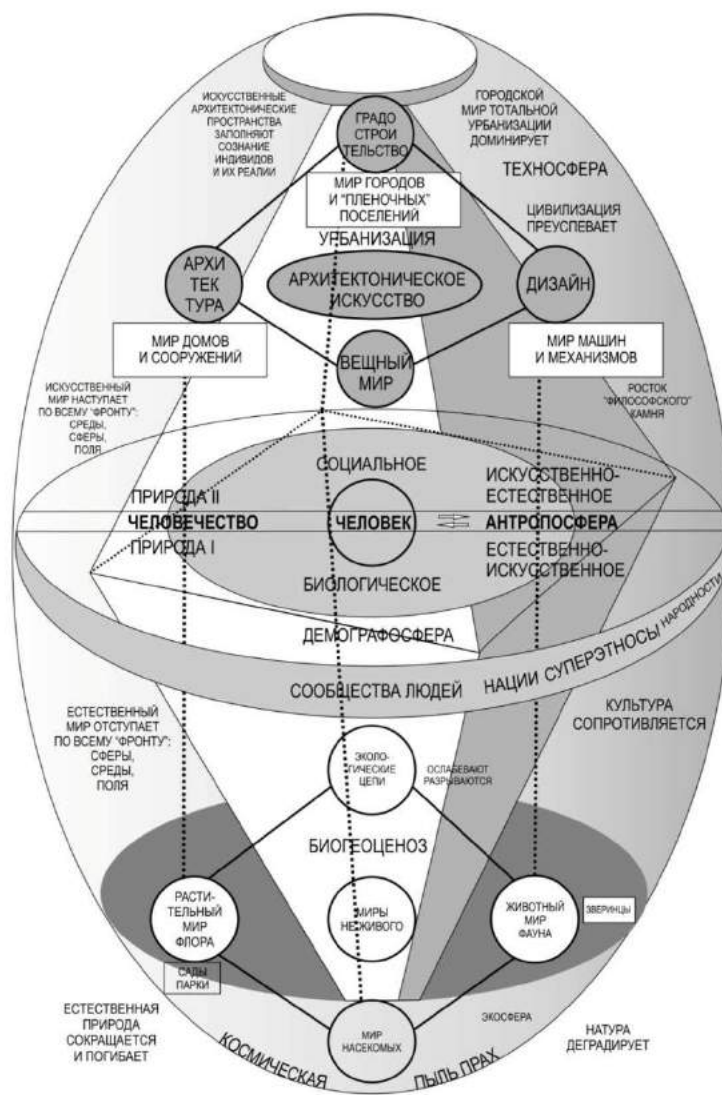 ИСКУССТВЕННЫЕ
АРХИТЕКТОНИЧЕСКИЕ
ПРОСТРАНСТВА
ЗАПОЛНЯЮТ
СОЗНАНИЕ
ИНДИВИДОВ
И ИХ РЕАЛИИ
ГРАДО
СТРОИ
ТЕЛЬСТВО
ГОРОДСКОЙ
МИР ТОТАЛЬНОЙ
УРБАНИЗАЦИИ
ДОМИНИРУЕТ
ТЕХНОСФЕРА
МИР ГОРОДОВ
И "ПЛЕНОЧНЫХ"
ПОСЕЛЕНИЙ
ЦИВИЛИЗАЦИЯ
ПРЕУСПЕВАЕТ
УРБАНИЗАЦИЯ
АРХИ
ТЕК
ТУРА
АРХИТЕКТОНИЧЕСКОЕ
ИСКУССТВО
ДИЗАЙН
МИР ДОМОВ
И СООРУЖЕНИЙ
ВЕЩНЫЙ
МИР
МИР МАШИН
И МЕХАНИЗМОВ
ИСКУССТВЕННЫЙ
МИР НАСТУПАЕТ
ПО ВСЕМУ "ФРОНТУ":
СРЕДЫ,
СФЕРЫ,
ПОЛЯ
РОСТОК
"ФИЛОСОФСКОГО"
КАМНЯ
СОЦИАЛЬНОЕ
ИСКУССТВЕННО-
ЕСТЕСТВЕННОЕ
ПРИРОДА II
ЧЕЛОВЕЧЕСТВО
ЧЕЛОВЕК
АНТРОПОСФЕРА
ПРИРОДА I
ЕСТЕСТВЕННО-
ИСКУССТВЕННОЕ
БИОЛОГИЧЕСКОЕ
ДЕМОГРАФОСФЕРА
СООБЩЕСТВА ЛЮДЕЙ
НАЦИИ СУПЕРЭТНОСЫ НАРОДНОСТИ
ЕСТЕСТВЕННЫЙ
МИР ОТСТУПАЕТ
ПО ВСЕМУ "ФРОНТУ":
СФЕРЫ,
СРЕДЫ,
ПОЛЯ
КУЛЬТУРА
СОПРОТИВЛЯЕТСЯ
ЭКОЛО-
ГИЧЕСКИЕ
ЦЕПИ
ОСЛАБЕВАЮТ
РАЗРЫВАЮТСЯ
БИОГЕОЦЕНОЗ
РАСТИ-
ТЕЛЬНЫЙ
МИР
ФЛОРА
МИРЫ
НЕЖИВОГО
ЖИВОТНЫЙ
МИР
ФАУНА
ЗВЕРИНЦЫ
САДЫ
ПАРКИ
ЕСТЕСТВЕННАЯ
ПРИРОДА
СОКРАЩАЕТСЯ
И ПОГИБАЕТ
МИР
НАСЕКОМЫХ
ЭКОСФЕРА
НАТУРА
ДЕГРАДИРУЕТ
КОСМИЧЕСКАЯ ПЫЛЬ ПРАХ